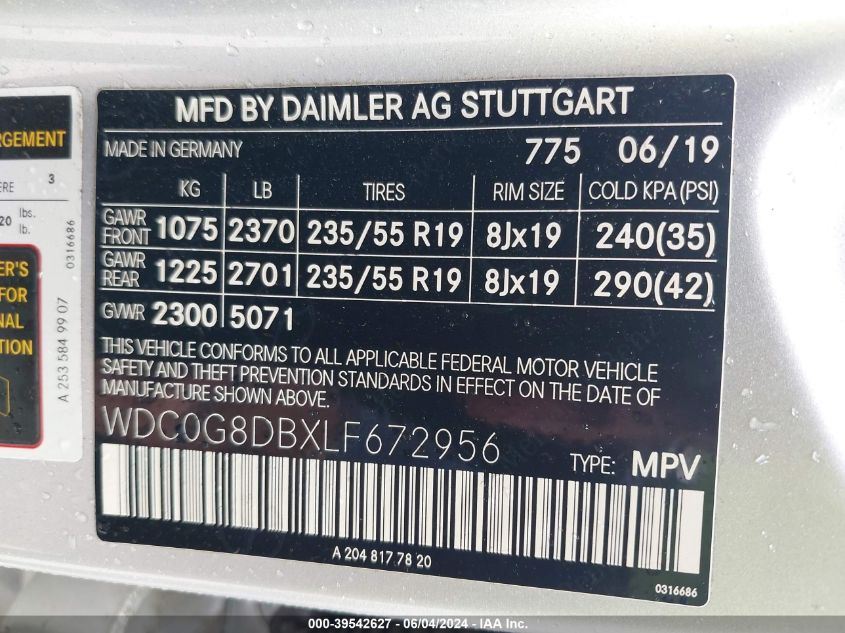 MFD BY DAIMLER AG STUTTGART
MADE IN GERMANY 775 06/19
KG LB TIRES RIM SIZE COLD KPA (PSI)
GAWR FRONT 1075 2370 235/55 R19 8Jx19 240(35)
GAWR REAR 1225 2701 235/55 R19 8Jx19 290(42)
GVWR 2300 5071
THIS VEHICLE CONFORMS TO ALL APPLICABLE FEDERAL MOTOR VEHICLE
SAFETY AND THEFT PREVENTION STANDARDS IN EFFECT ON THE DATE OF
MANUFACTURE SHOWN ABOVE.
WDC0G8DBXLF672956
TYPE: MPV
A 204 817 78 20
0316686
3
20 lbs.
lb.
0316686
FOR
A 253 584 99 07
000-39542627 - 06/04/2024 - IAA Inc.